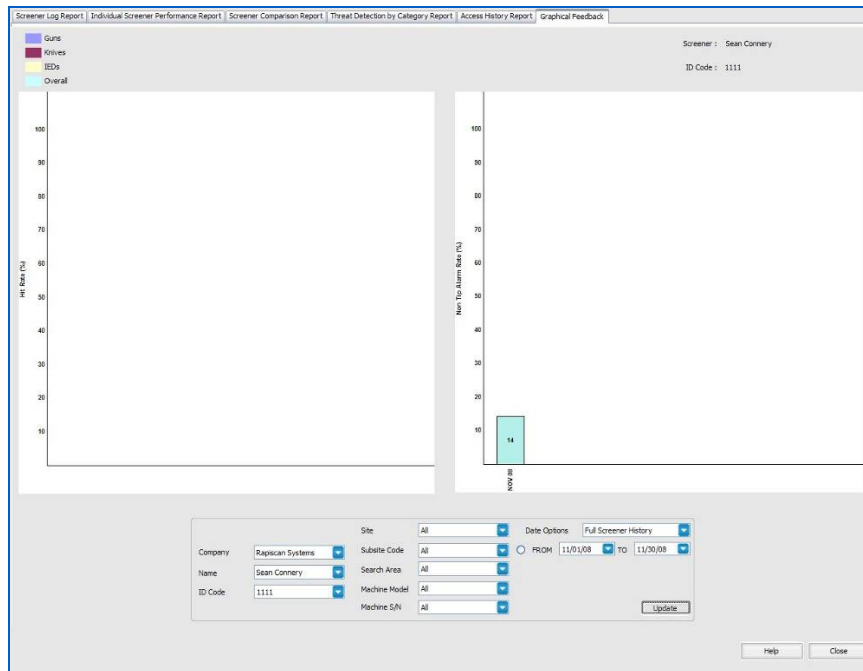 Screener Log Report | Individual Screener Performance Report | Screener Comparison Report | Threat Detection by Category Report | Access History Report | Graphical Feedback
Guns
Knives
IEDs
Overall
Screener : Sean Connery
ID Code : 1111
Hit Rate (%)
100
90
80
70
60
50
40
30
20
10
Non Tip Alarm Rate (%)
100
90
80
70
60
50
40
30
20
10
14
NOV 08
Company Rapiscan Systems
Name Sean Connery
ID Code 1111
Site All
Subsite Code All
Search Area All
Machine Model All
Machine S/N All
Date Options Full Screener History
FROM 11/01/08 TO 11/30/08
Update
Help Close